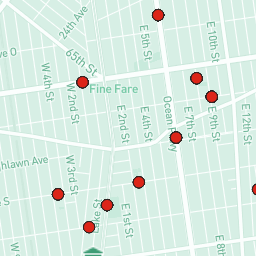 24th Ave
E 5th St
E 10th St
65th St
W 4th St
W 2nd St
Fine Fare
E 2nd St
E 4th St
Ocean Pkwy
E 7th St
E 9th St
E 12th St
hlawn Ave
W 3rd St
S
E 1st St
E 8th